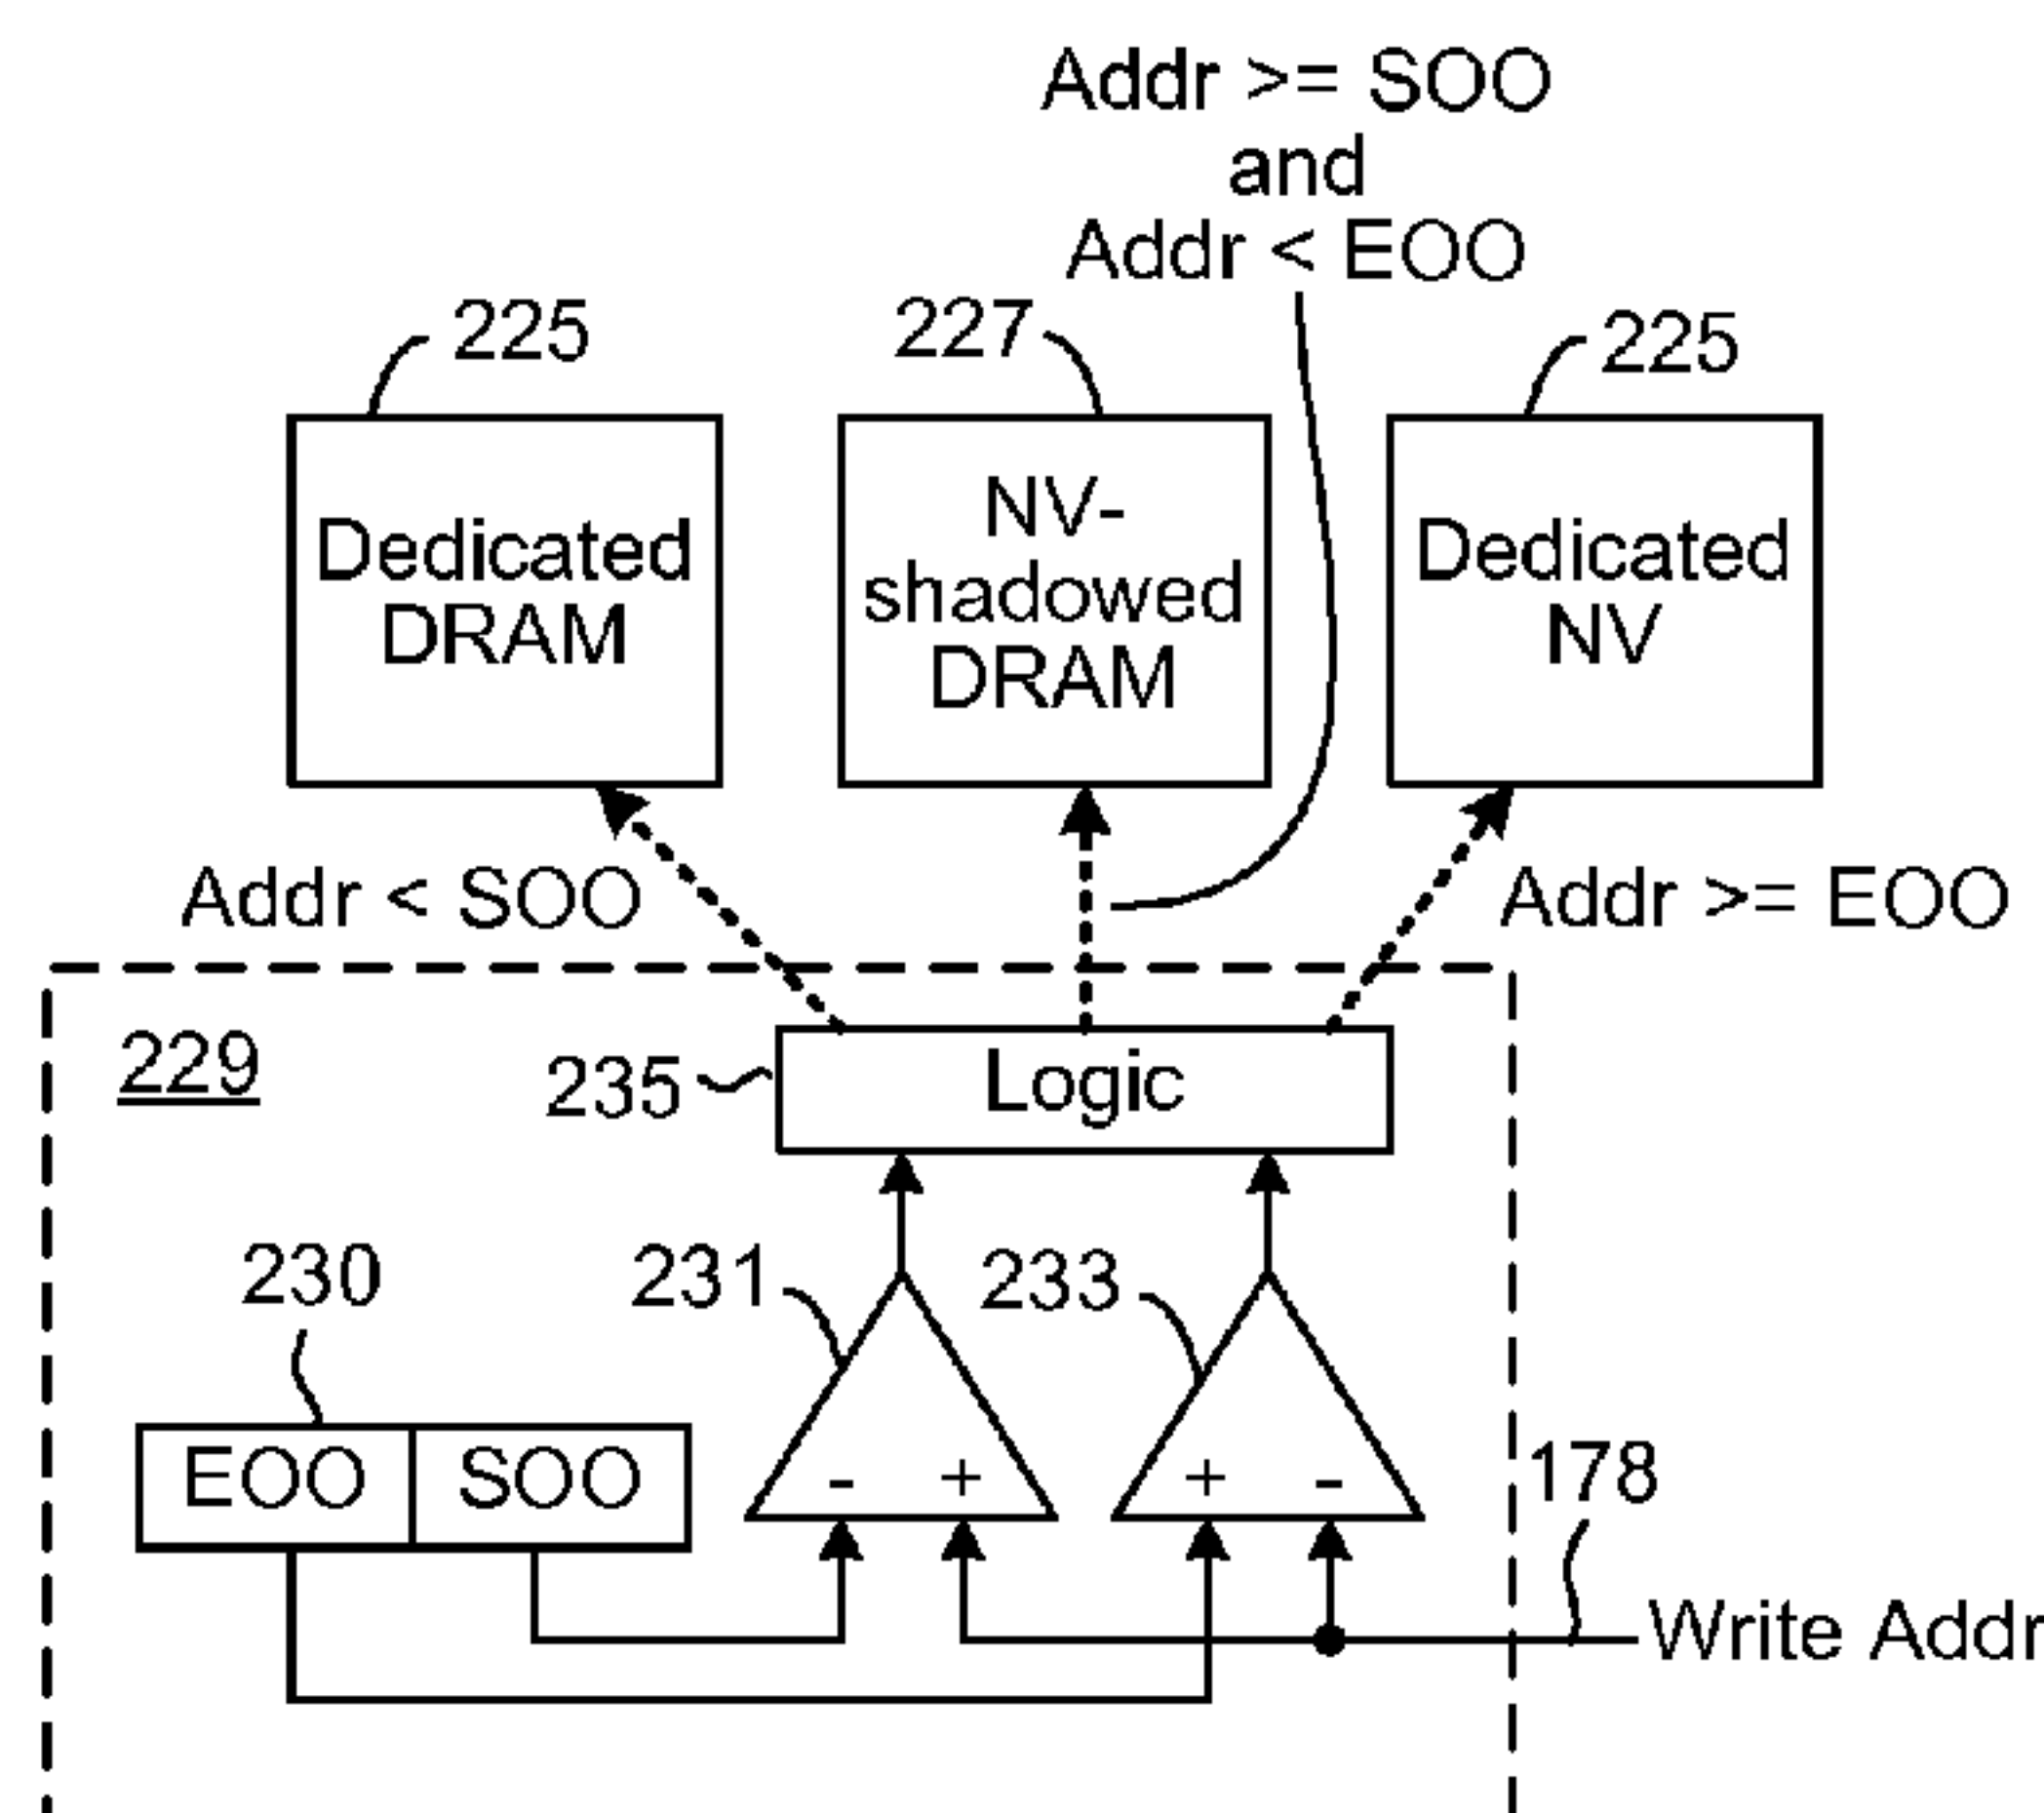 Addr >= SOO
and
Addr < EOO
225
227
225
Dedicated
DRAM
NV-
shadowed
DRAM
Dedicated
NV
Addr < SOO
Addr >= EOO
229
235
Logic
230
231
233
EOO
SOO
-
+
+
-
178
Write Addr